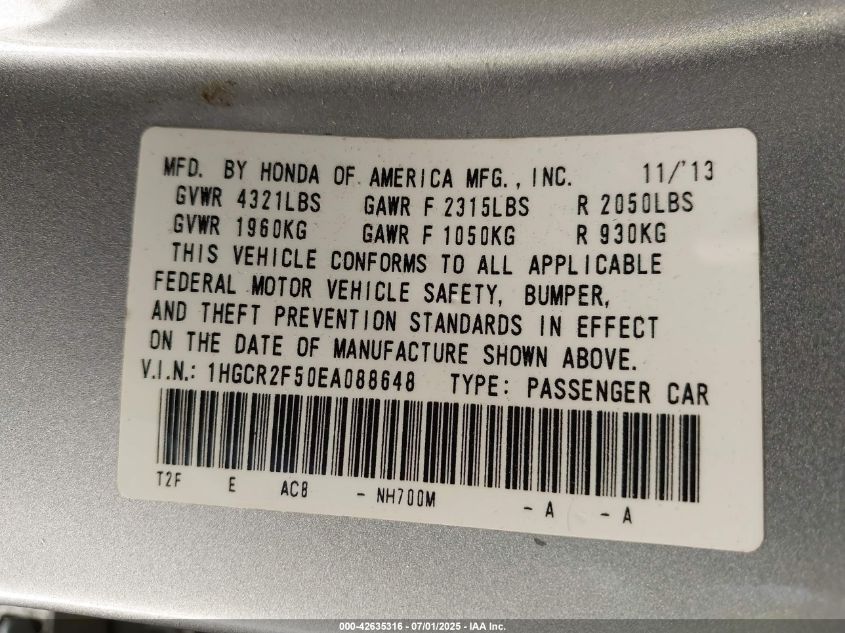 MFD. BY HONDA OF AMERICA MFG., INC. 11/'13
GVWR 4321LBS GAWR F 2315LBS R 2050LBS
GVWR 1960KG GAWR F 1050KG R 930KG
THIS VEHICLE CONFORMS TO ALL APPLICABLE
FEDERAL MOTOR VEHICLE SAFETY, BUMPER,
AND THEFT PREVENTION STANDARDS IN EFFECT
ON THE DATE OF MANUFACTURE SHOWN ABOVE.
V.I.N.: 1HGCR2F50EA088648 TYPE: PASSENGER CAR
T2F E AC8 - NH700M - A - A
000-42635316 - 07/01/2025 - IAA Inc.